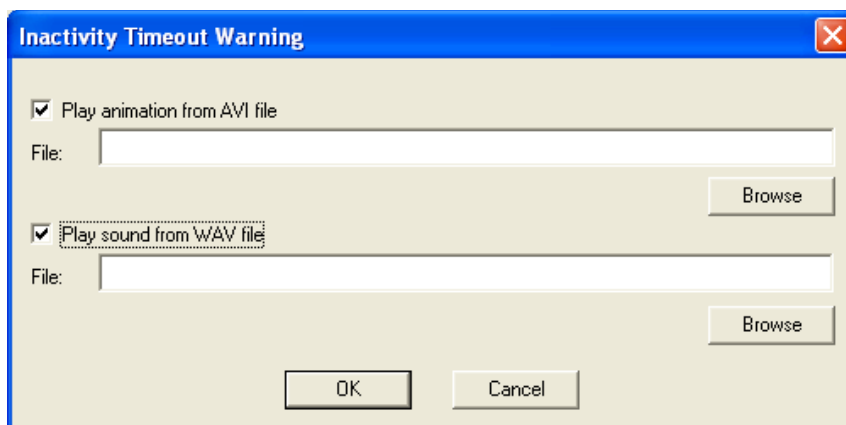 Inactivity Timeout Warning
Play animation from AVI file
File:
Browse
Play sound from WAV file
File:
Browse
OK Cancel